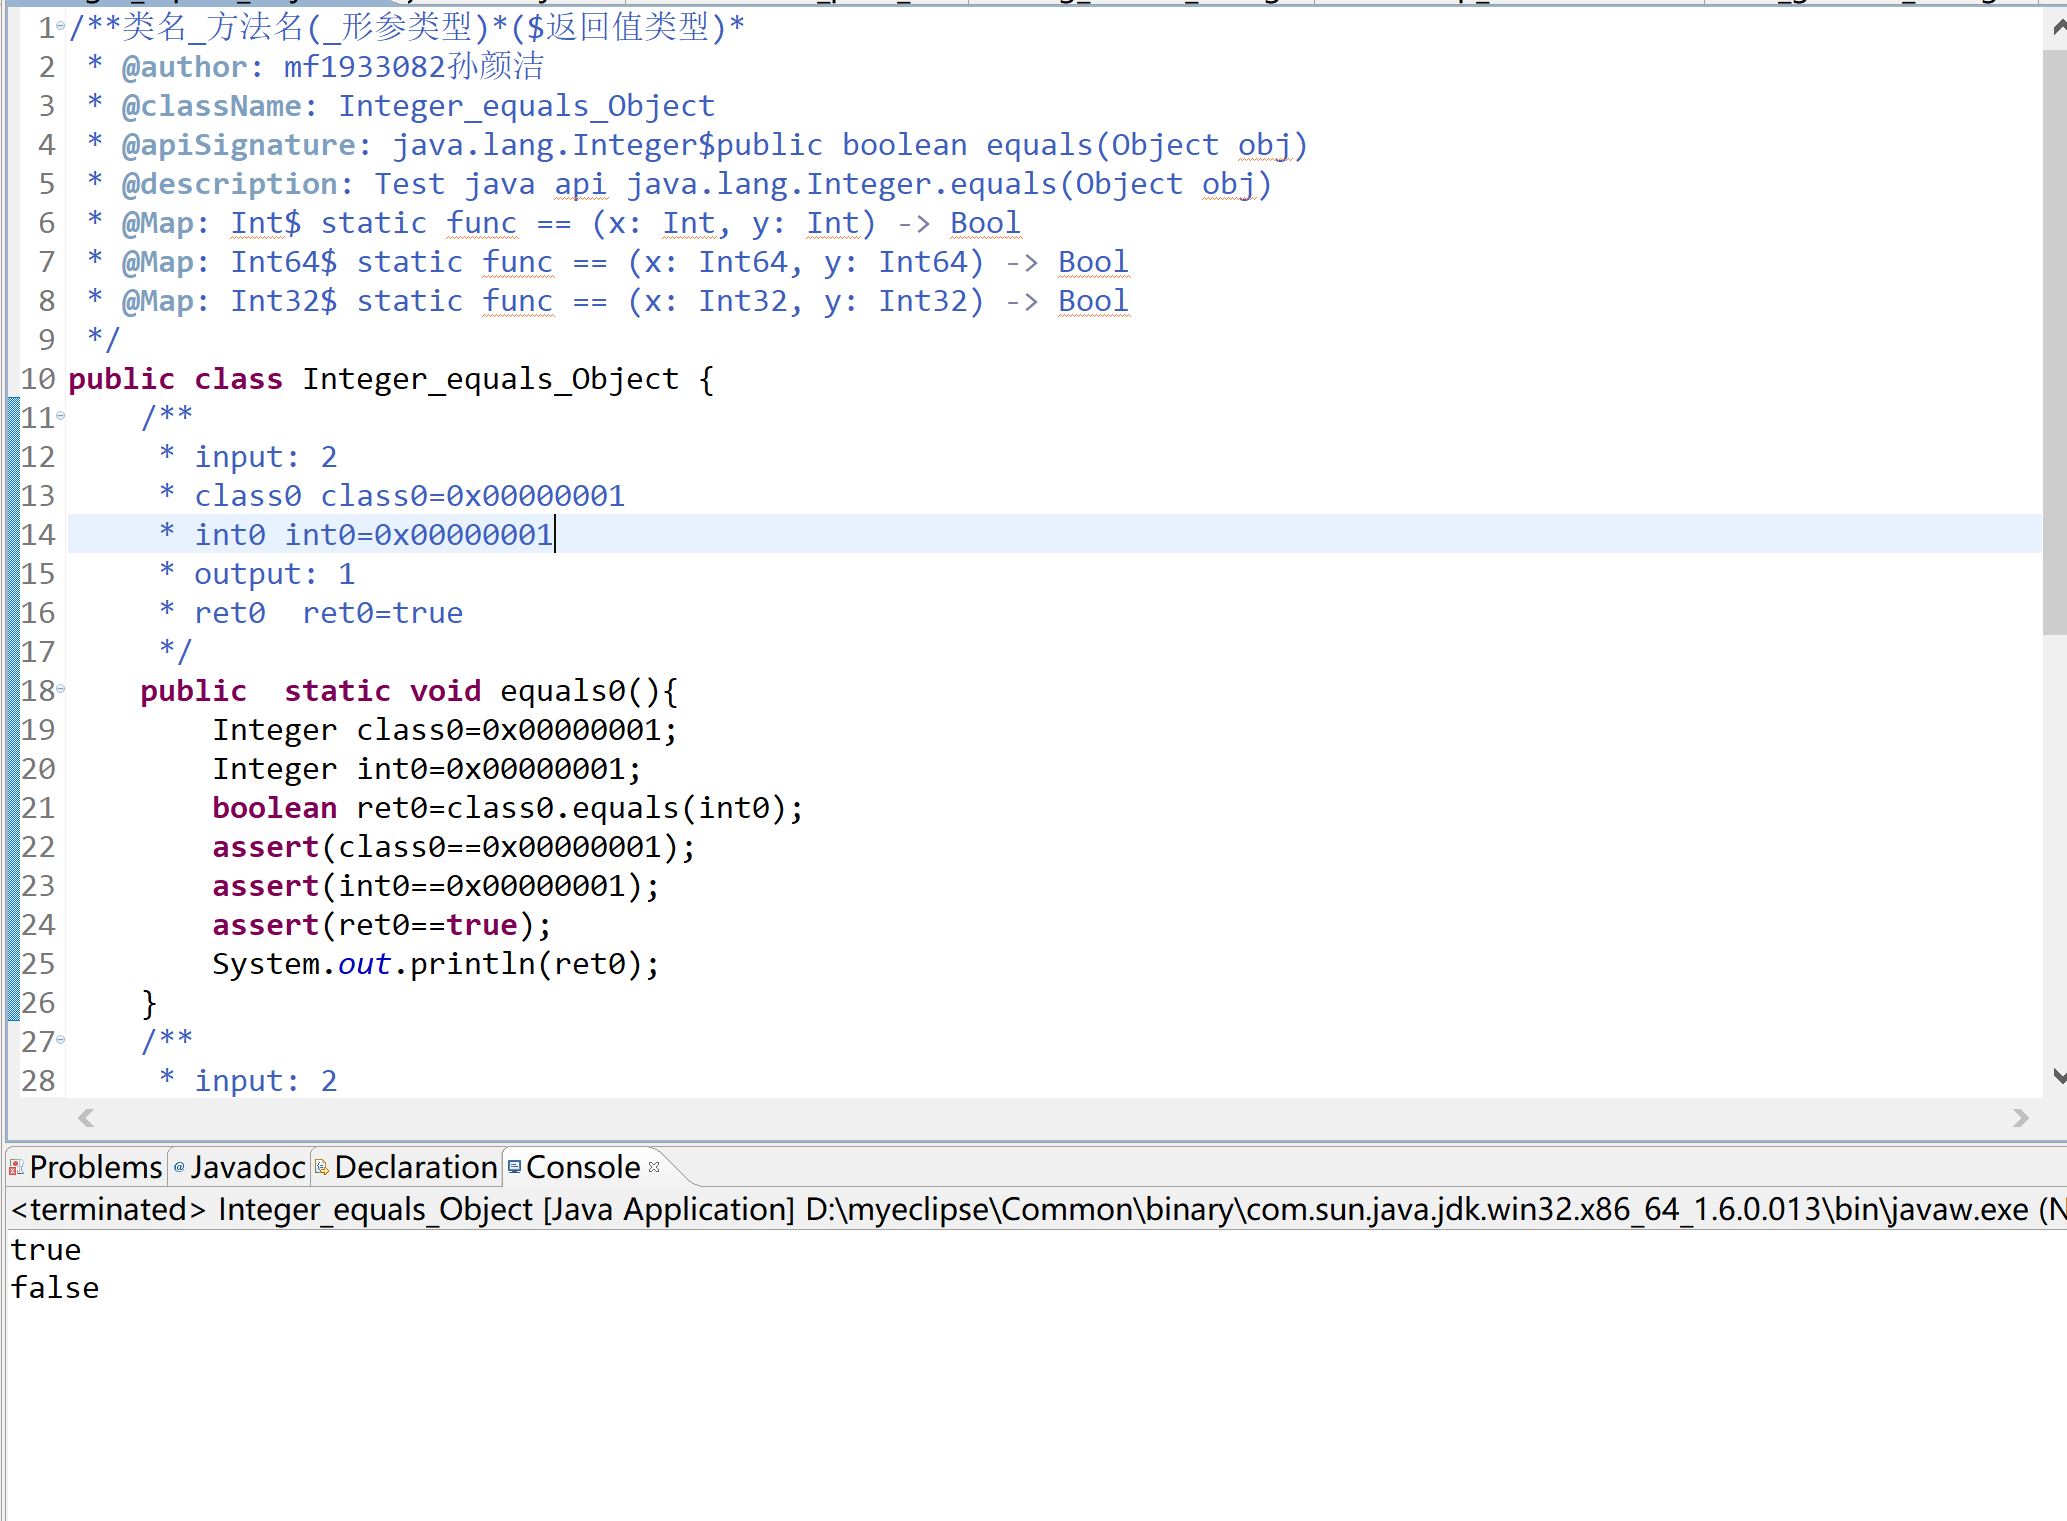 1 /**类名_方法名(_形参类型)*($返回值类型)*
2 * @author: mf1933082孙颜洁
3 * @className: Integer_equals_Object
4 * @apiSignature: java.lang.Integer$public boolean equals(Object obj)
5 * @description: Test java api java.lang.Integer.equals(Object obj)
6 * @Map: Int$ static func == (x: Int, y: Int) -> Bool
7 * @Map: Int64$ static func == (x: Int64, y: Int64) -> Bool
8 * @Map: Int32$ static func == (x: Int32, y: Int32) -> Bool
9 */
10 public class Integer_equals_Object {
11 /**
12 * input: 2
13 * class0 class0=0x00000001
14 * int0 int0=0x00000001
15 * output: 1
16 * ret0  ret0=true
17 */
18 public  static void equals0(){
19 Integer class0=0x00000001;
20 Integer int0=0x00000001;
21 boolean ret0=class0.equals(int0);
22 assert(class0==0x00000001);
23 assert(int0==0x00000001);
24 assert(ret0==true);
25 System.out.println(ret0);
26 }
27 /**
28 * input: 2
Problems @ Javadoc Declaration Console
<terminated> Integer_equals_Object [Java Application] D:\myeclipse\Common\binary\com.sun.java.jdk.win32.x86_64_1.6.0.013\bin\javaw.exe (N
true
false